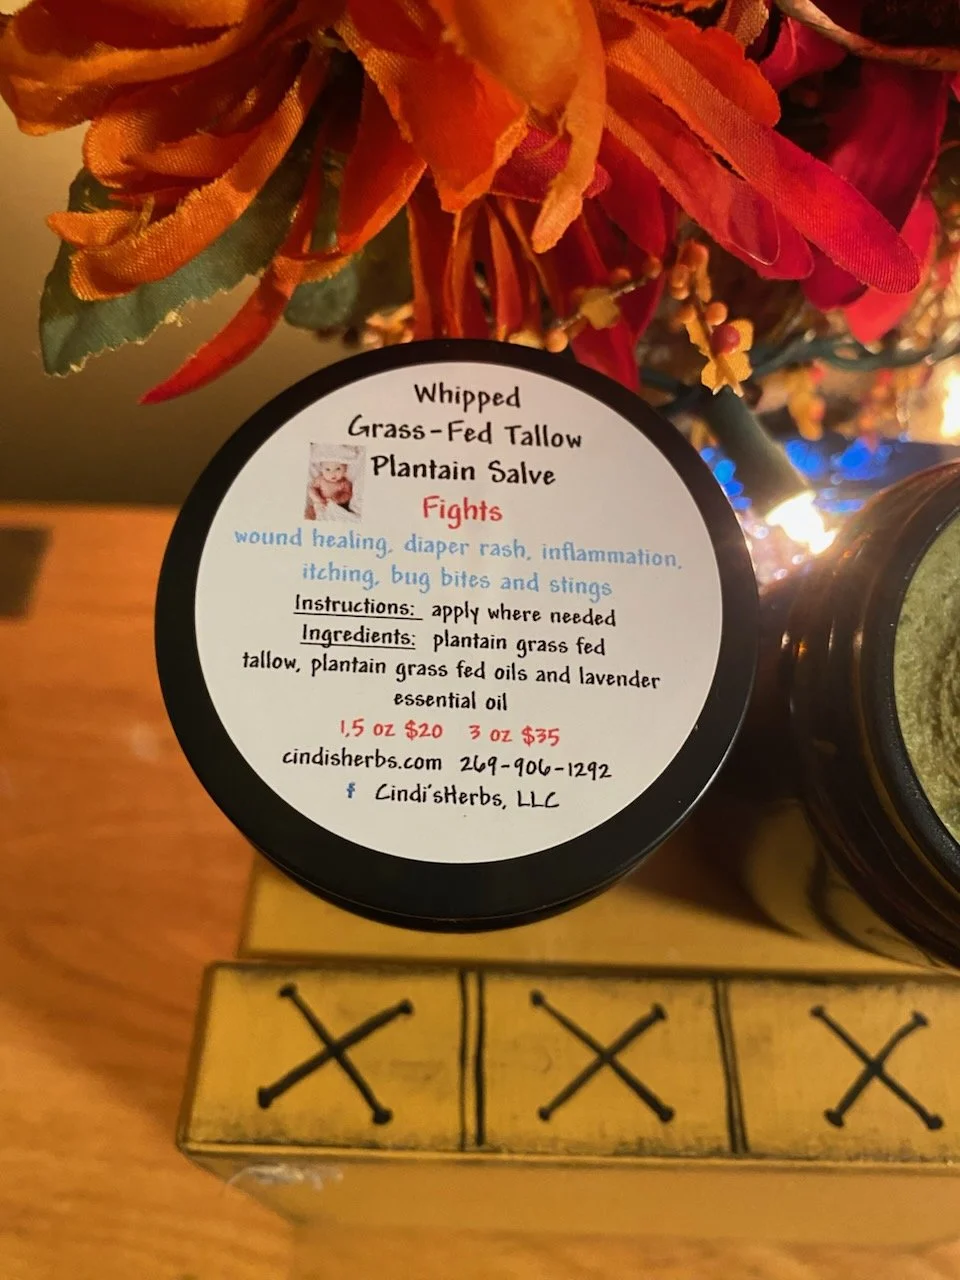 Whipped
Grass-Fed Tallow
Plantain Salve
Fights
wound healing, diaper rash, inflammation,
itching, bug bites and stings
Instructions: apply where needed
Ingredients: plantain grass fed
tallow, plantain grass fed oils and lavender
essential oil
1.5 oz $20 3 oz $35
cindisherbs.com 269-906-1292
f Cindi'sHerbs, LLC